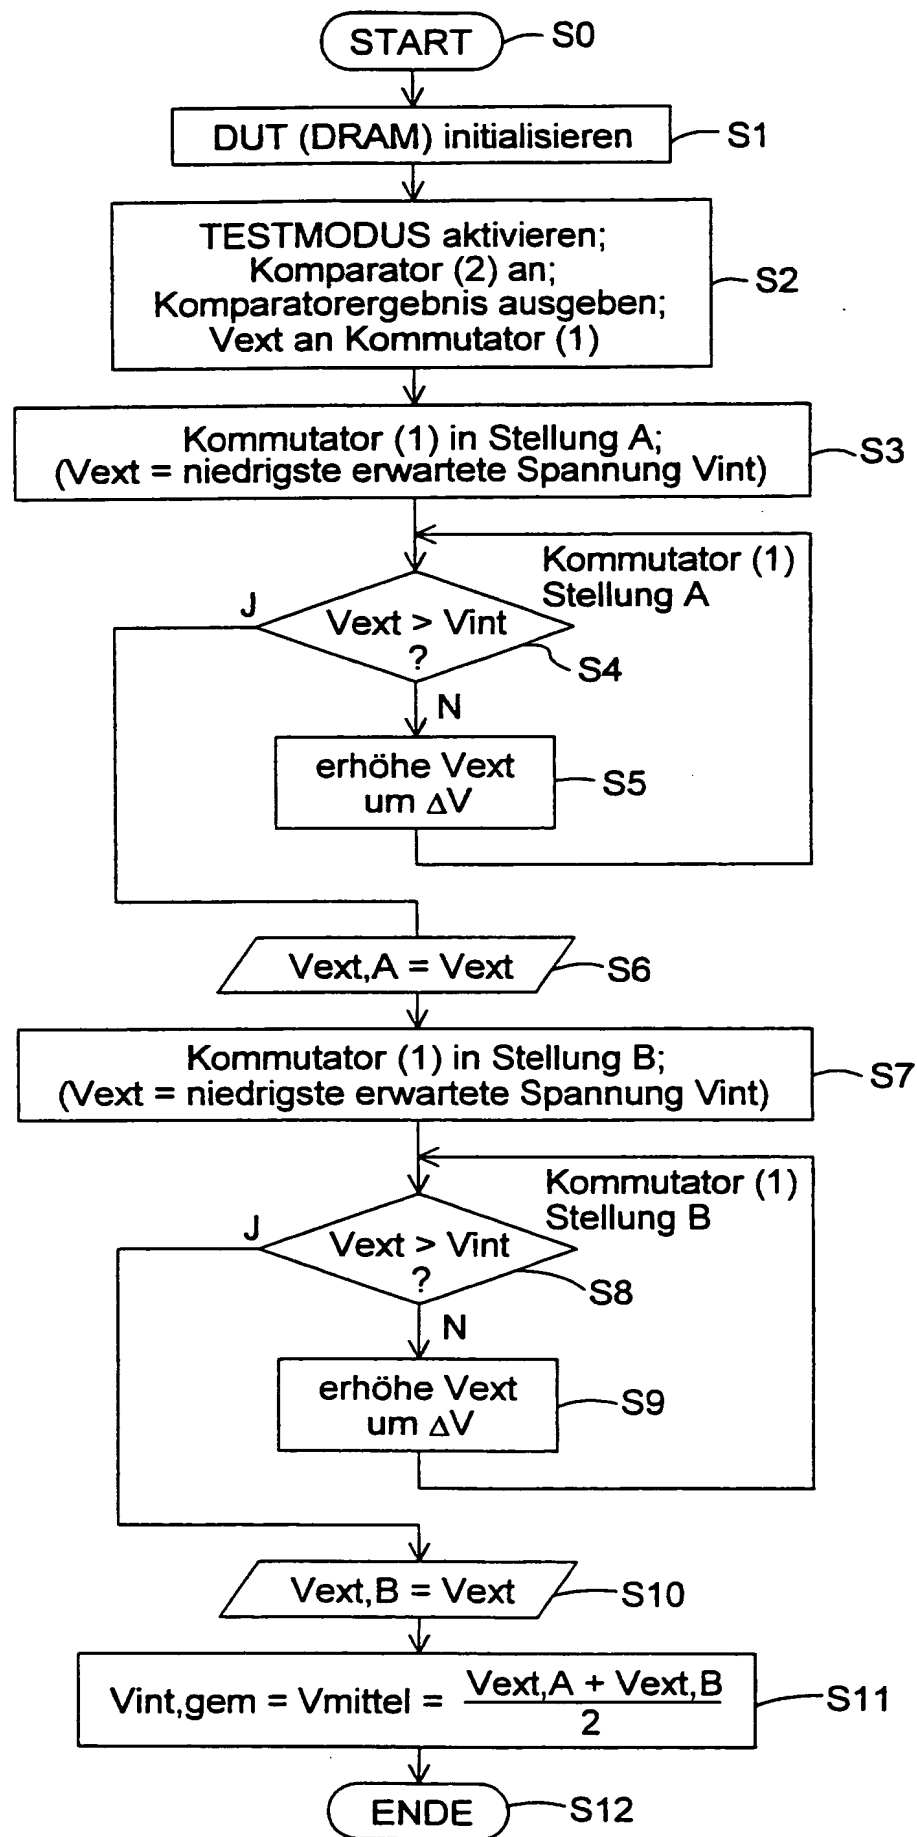 START
S0
DUT (DRAM) initialisieren
S1
TESTMODUS aktivieren;
Komparator (2) an;
Komparatorergebnis ausgeben;
Vext an Kommutator (1)
S2
Kommutator (1) in Stellung A;
(Vext = niedrigste erwartete Spannung Vint)
S3
Kommutator (1)
Stellung A
J
Vext > Vint
?
S4
N
erhöhe Vext
um ΔV
S5
Vext,A = Vext
S6
Kommutator (1) in Stellung B;
(Vext = niedrigste erwartete Spannung Vint)
S7
Kommutator (1)
Stellung B
J
Vext > Vint
?
S8
N
erhöhe Vext
um ΔV
S9
Vext,B = Vext
S10
Vint,gem = Vmittel = Vext,A + Vext,B
2
S11
ENDE
S12